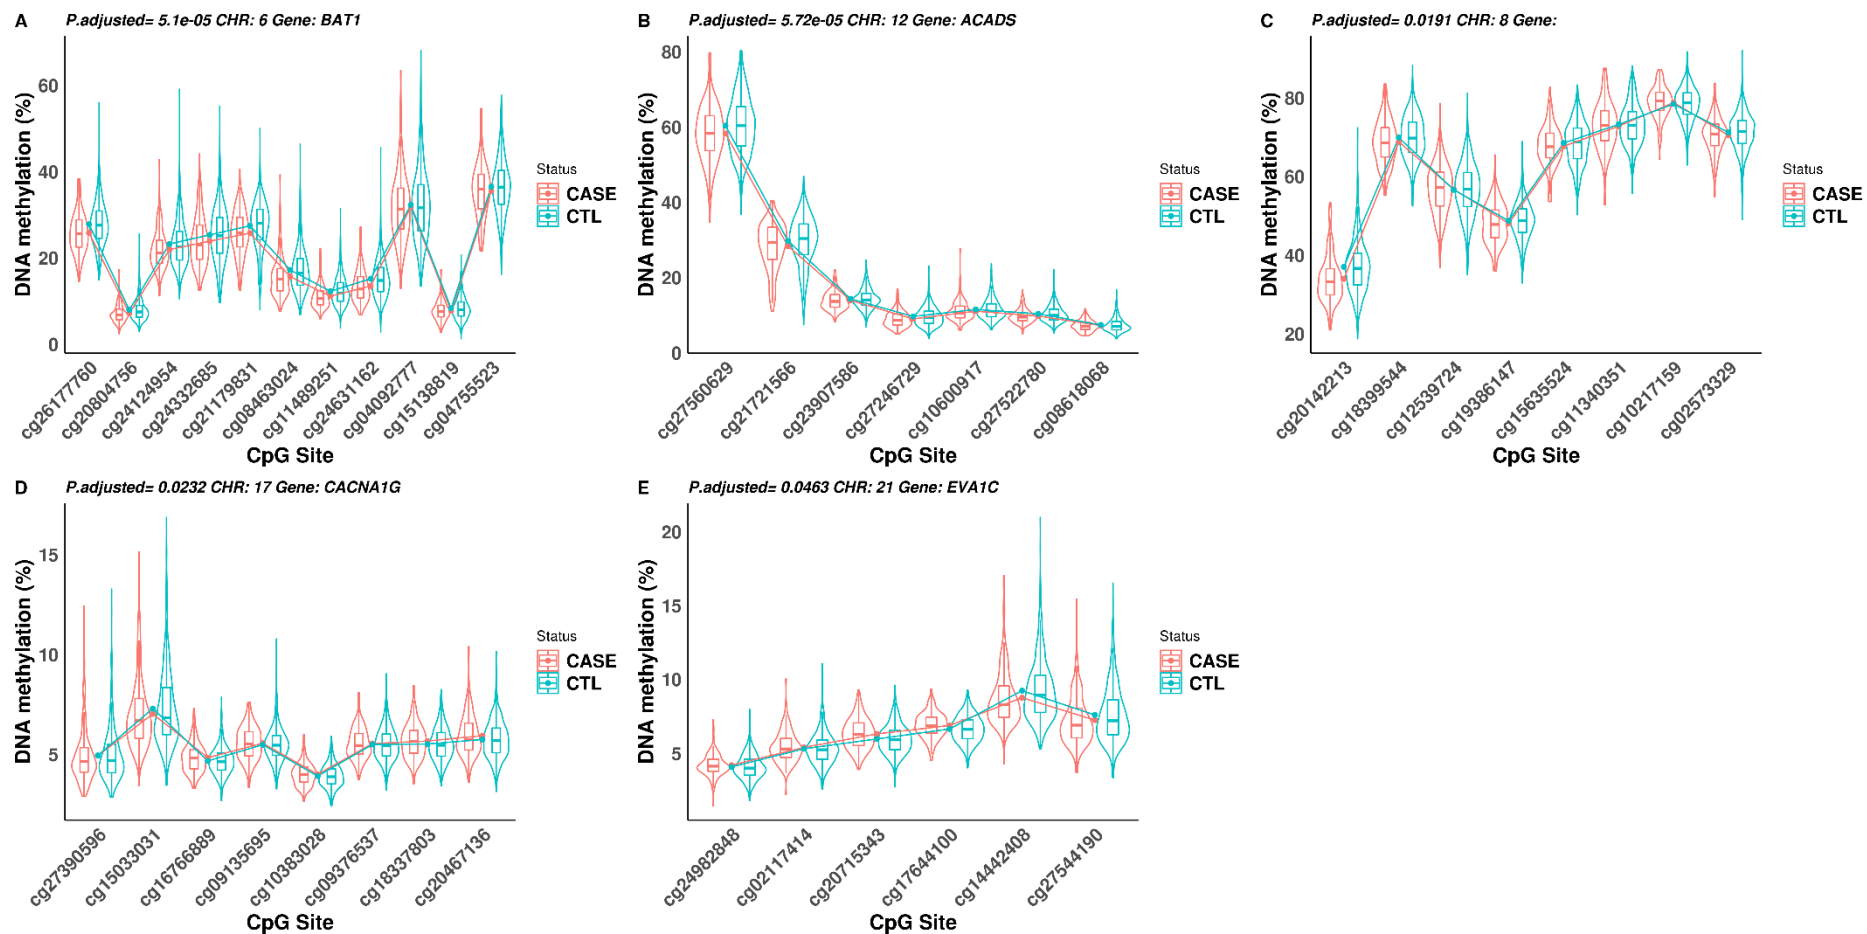 A
P.adjusted= 5.1e-05 CHR: 6 Gene: BAT1
DNA methylation (%)
60
40
20
0
cg26177760
cg20804756
cg24124954
cg24332685
cg21179831
cg08463024
cg11489251
cg24631162
cg04092777
cg15138819
cg04755523
CpG Site
Status
CASE
CTL
B
P.adjusted= 5.72e-05 CHR: 12 Gene: ACADS
DNA methylation (%)
80
60
40
20
0
cg27560629
cg21721566
cg23907586
cg27246729
cg10600917
cg27522780
cg08618068
CpG Site
Status
CASE
CTL
C
P.adjusted= 0.0191 CHR: 8 Gene:
DNA methylation (%)
80
60
40
20
cg20142213
cg18399544
cg12539724
cg19386147
cg15635524
cg11340351
cg10217159
cg02573329
CpG Site
Status
CASE
CTL
D
P.adjusted= 0.0232 CHR: 17 Gene: CACNA1G
DNA methylation (%)
15
10
5
cg27390596
cg15033031
cg16766889
cg09135695
cg10383028
cg09376537
cg18337803
cg20467136
CpG Site
Status
CASE
CTL
E
P.adjusted= 0.0463 CHR: 21 Gene: EVA1C
DNA methylation (%)
20
15
10
5
cg24982848
cg02117414
cg20715343
cg17644100
cg14442408
cg27544190
CpG Site
Status
CASE
CTL